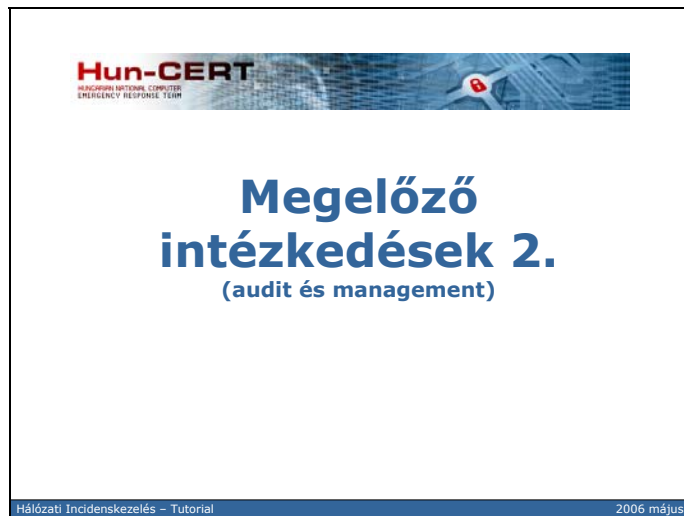 Hun-CERT
HUNGARIAN NATIONAL COMPUTER
EMERGENCY RESPONSE TEAM
Megelőző
intézkedések 2.
(audit és management)
Hálózati Incidenskezelés – Tutorial
2006 május